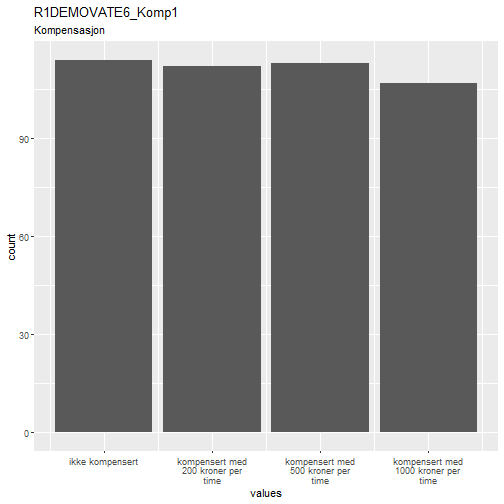 R1DEMOVATE6_Komp1
Kompensasjon
count
90
60
30
0
ikke kompensert
kompensert med
200 kroner per
time
kompensert med
500 kroner per
time
kompensert med
1000 kroner per
time
values